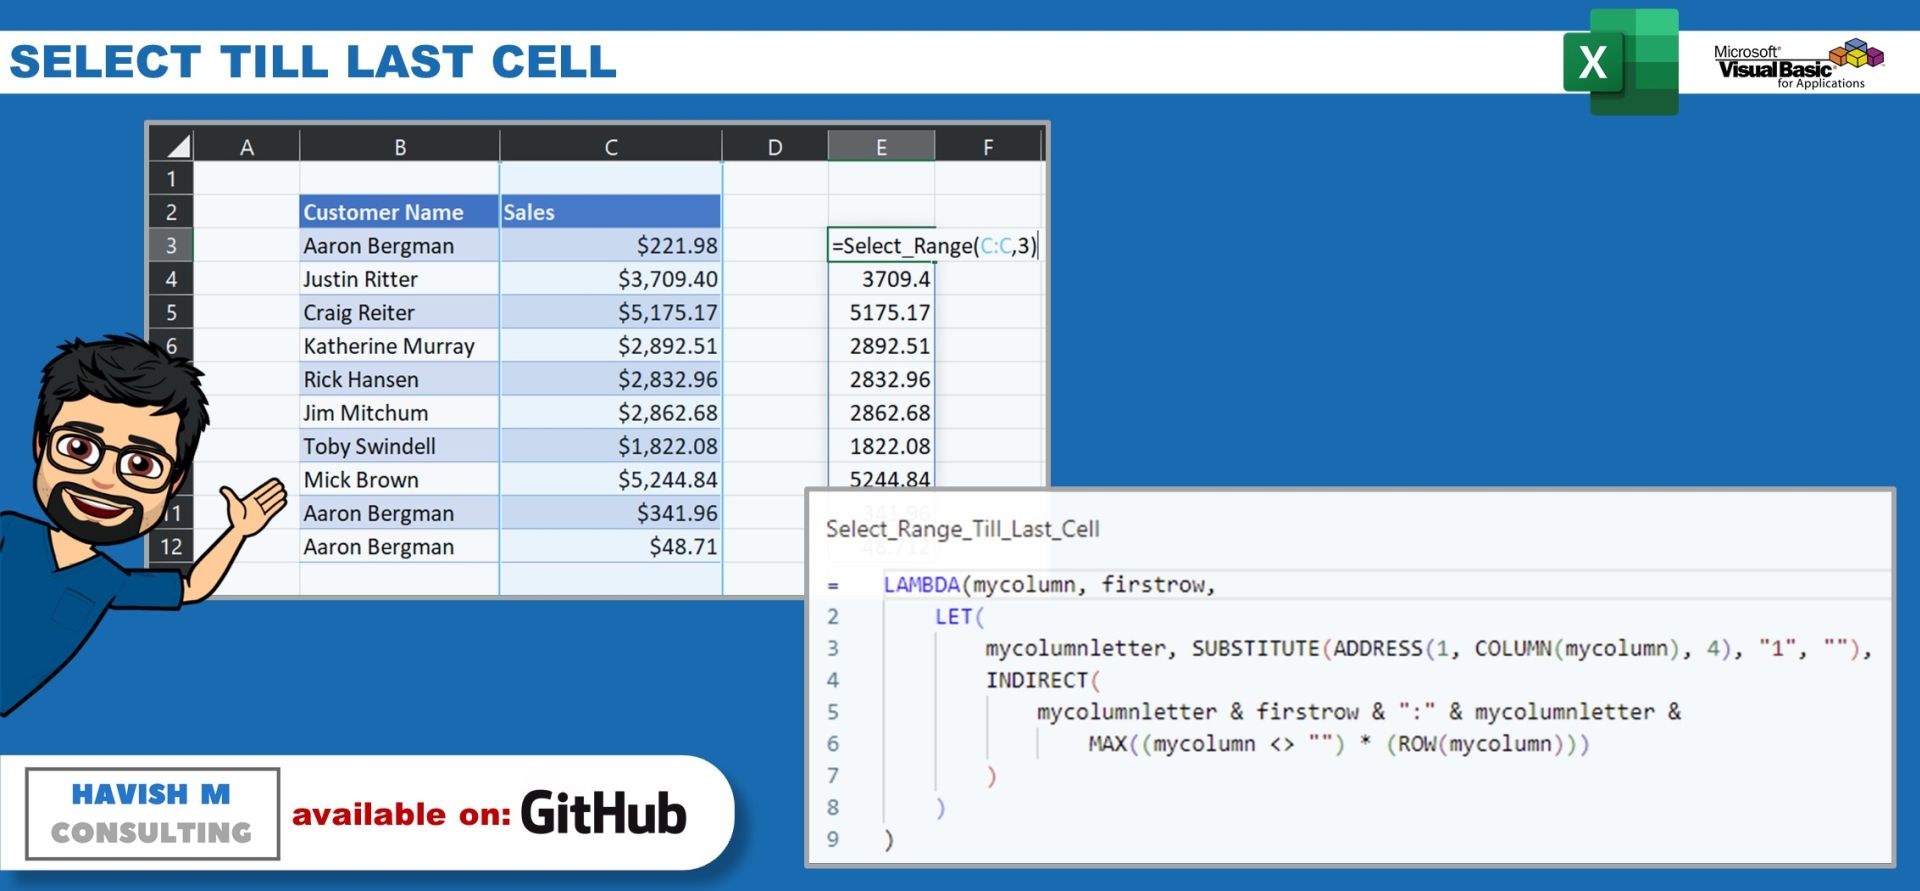 SELECT TILL LAST CELL
X
Microsoft®
Visual Basic
for Applications
A B C D E F
1
2 Customer Name Sales
3 Aaron Bergman $221.98 =Select_Range(C:C,3)
4 Justin Ritter $3,709.40 3709.4
5 Craig Reiter $5,175.17 5175.17
6 Katherine Murray $2,892.51 2892.51
Rick Hansen $2,832.96 2832.96
Jim Mitchum $2,862.68 2862.68
Toby Swindell $1,822.08 1822.08
Mick Brown $5,244.84 5244.84
11 Aaron Bergman $341.96 341.96
12 Aaron Bergman $48.71 48.712
Select_Range_Till_Last_Cell
= LAMBDA(mycolumn, firstrow,
2 LET(
3 mycolumnletter, SUBSTITUTE(ADDRESS(1, COLUMN(mycolumn), 4), "1", ""),
4 INDIRECT(
5 mycolumnletter & firstrow & ":" & mycolumnletter &
6 MAX((mycolumn <> "") * (ROW(mycolumn)))
7 )
8 )
9 )
HAVISH M
CONSULTING
available on: GitHub